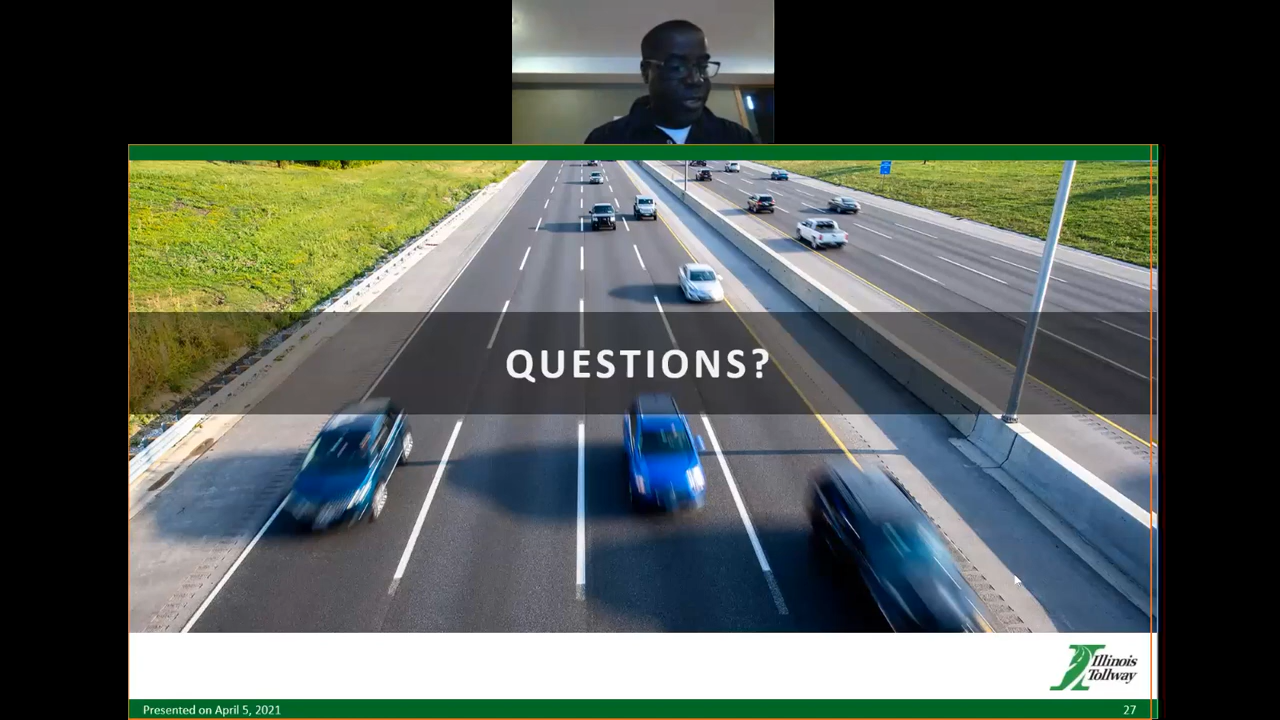 QUESTIONS?
Illinois
Tollway
Presented on April 5, 2021
27